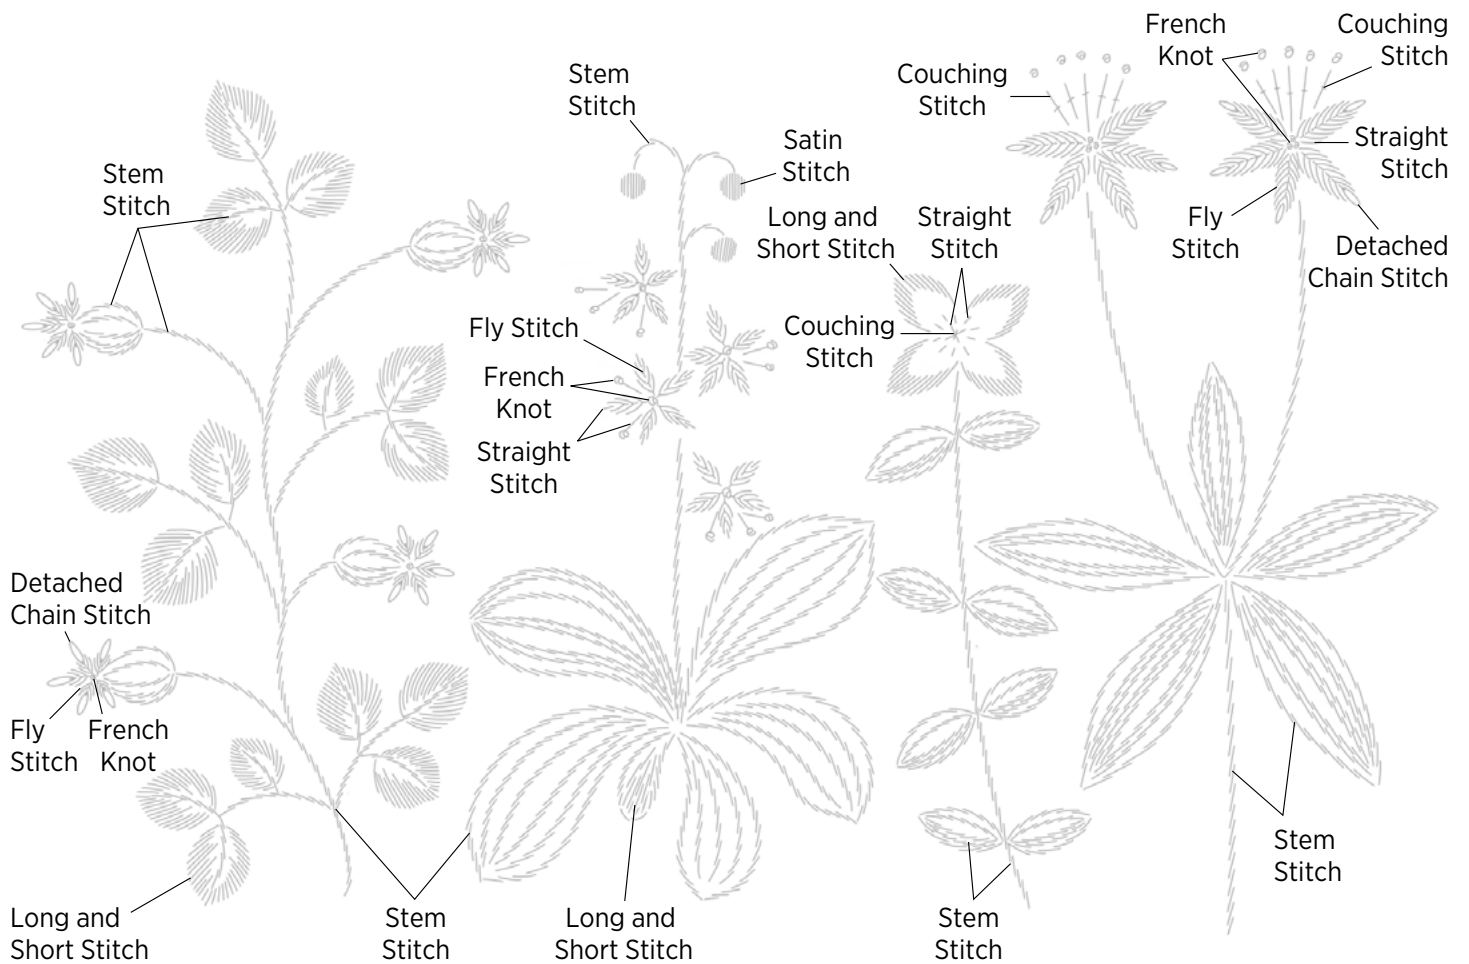 French
Knot
Couching
Stitch
Stem
Stitch
Couching
Stitch
Satin
Stitch
Straight
Stitch
Stem
Stitch
Long and
Short Stitch
Straight
Stitch
Fly
Stitch
Detached
Chain Stitch
Fly Stitch
Couching
Stitch
French
Knot
Straight
Stitch
Detached
Chain Stitch
Fly
Stitch
French
Knot
Stem
Stitch
Long and
Short Stitch
Stem
Stitch
Long and
Short Stitch
Stem
Stitch